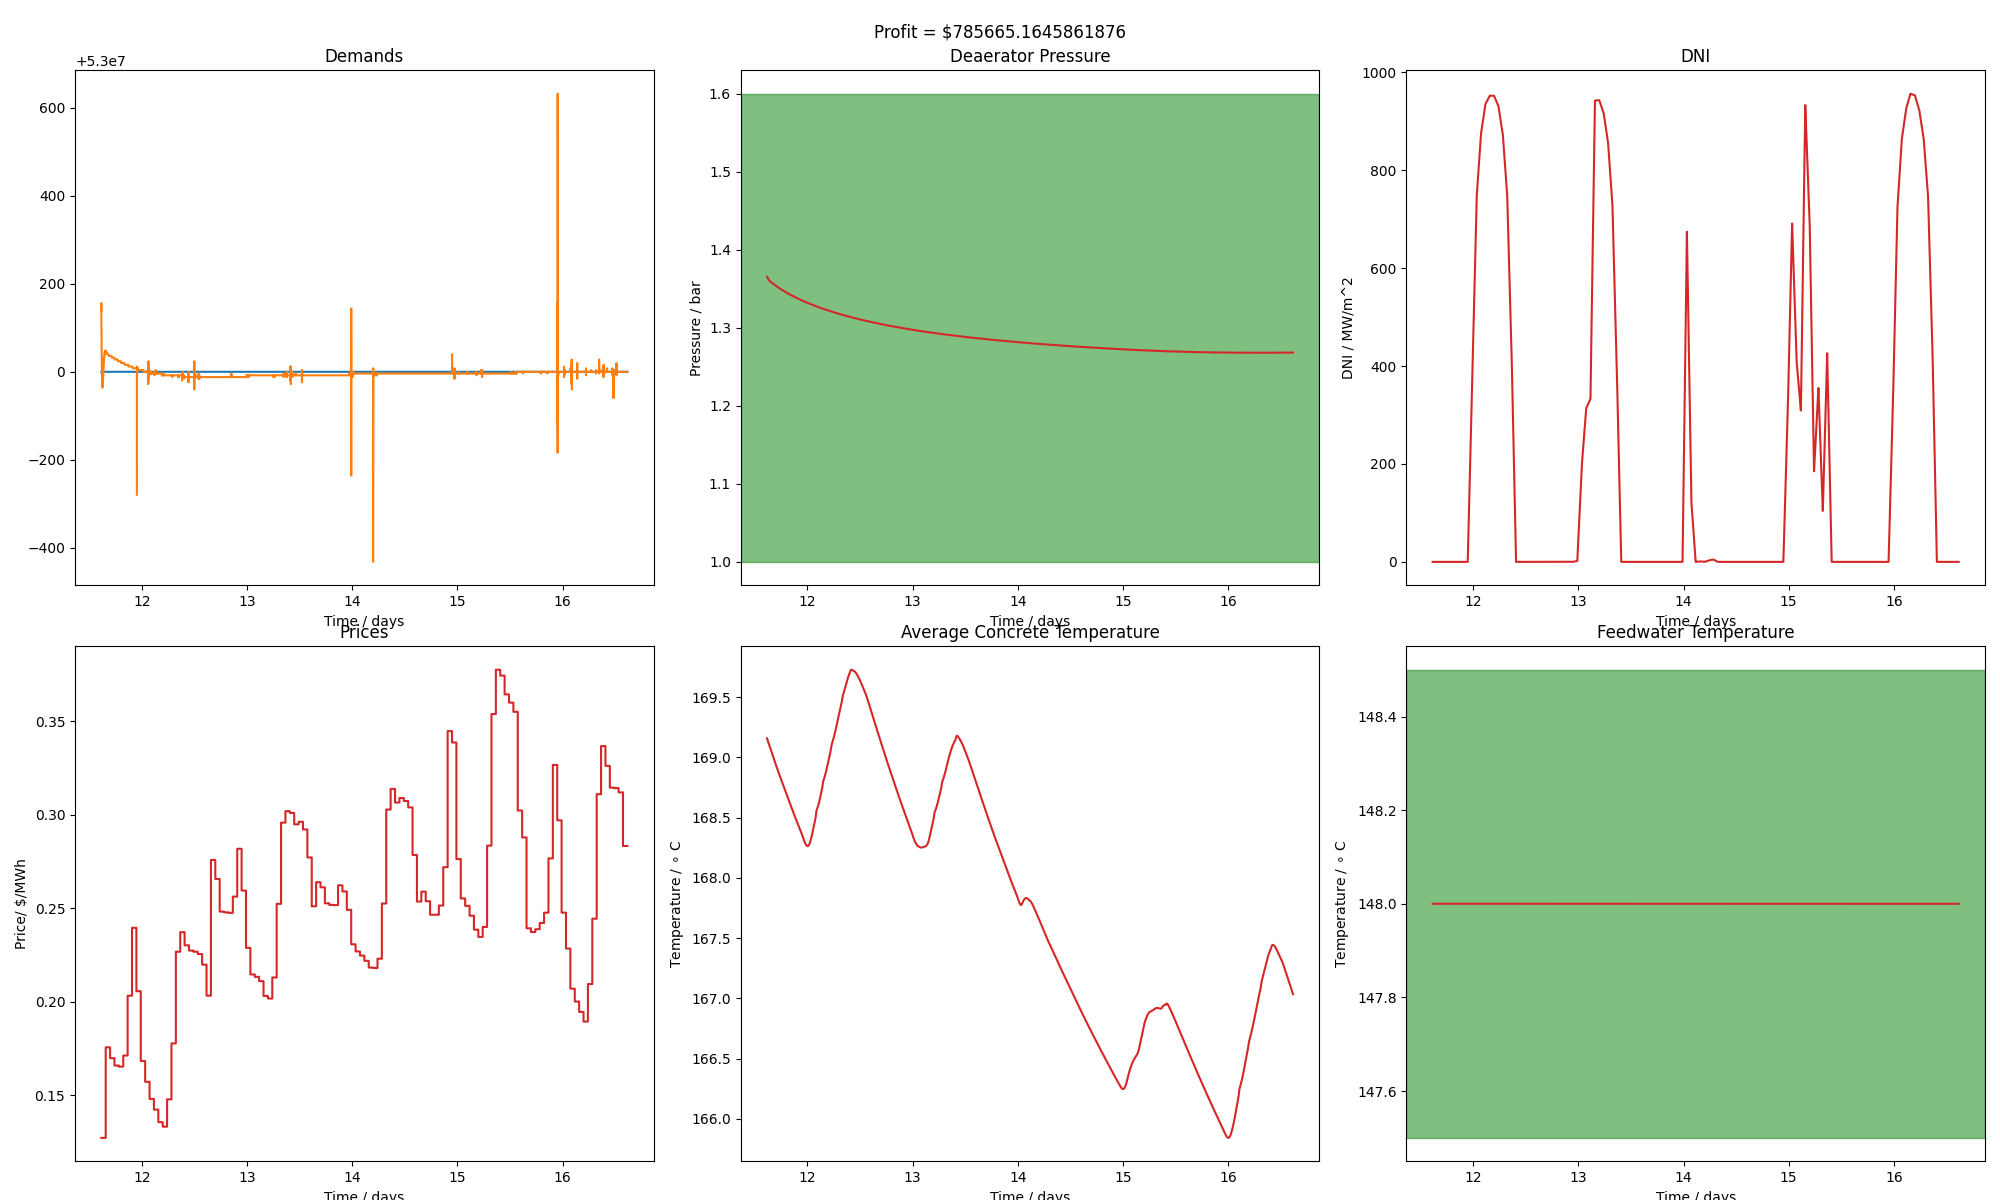 Profit = $785665.1645861876
Demands
+5.3e7
600
400
200
0
−200
−400
12 13 14 15 16
Time / days
Deaerator Pressure
Pressure / bar
1.6
1.5
1.4
1.3
1.2
1.1
1.0
12 13 14 15 16
Time / days
DNI
DNI / MW/m^2
1000
800
600
400
200
0
12 13 14 15 16
Time / days
Prices
Price/ $/MWh
0.35
0.30
0.25
0.20
0.15
12 13 14 15 16
Time / days
Average Concrete Temperature
Temperature / ∘ C
169.5
169.0
168.5
168.0
167.5
167.0
166.5
166.0
12 13 14 15 16
Time / days
Feedwater Temperature
Temperature / ∘ C
148.4
148.2
148.0
147.8
147.6
12 13 14 15 16
Time / days